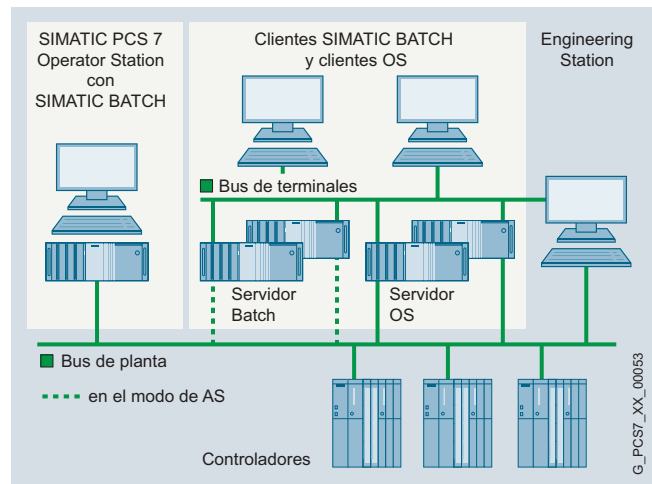 SIMATIC PCS 7
Operator Station
con
SIMATIC BATCH
Clientes SIMATIC BATCH
y clientes OS
Engineering
Station
Bus de terminales
Servidor
Batch
Servidor
OS
Bus de planta
en el modo de AS
Controladores
G_PCS7_XX_00053